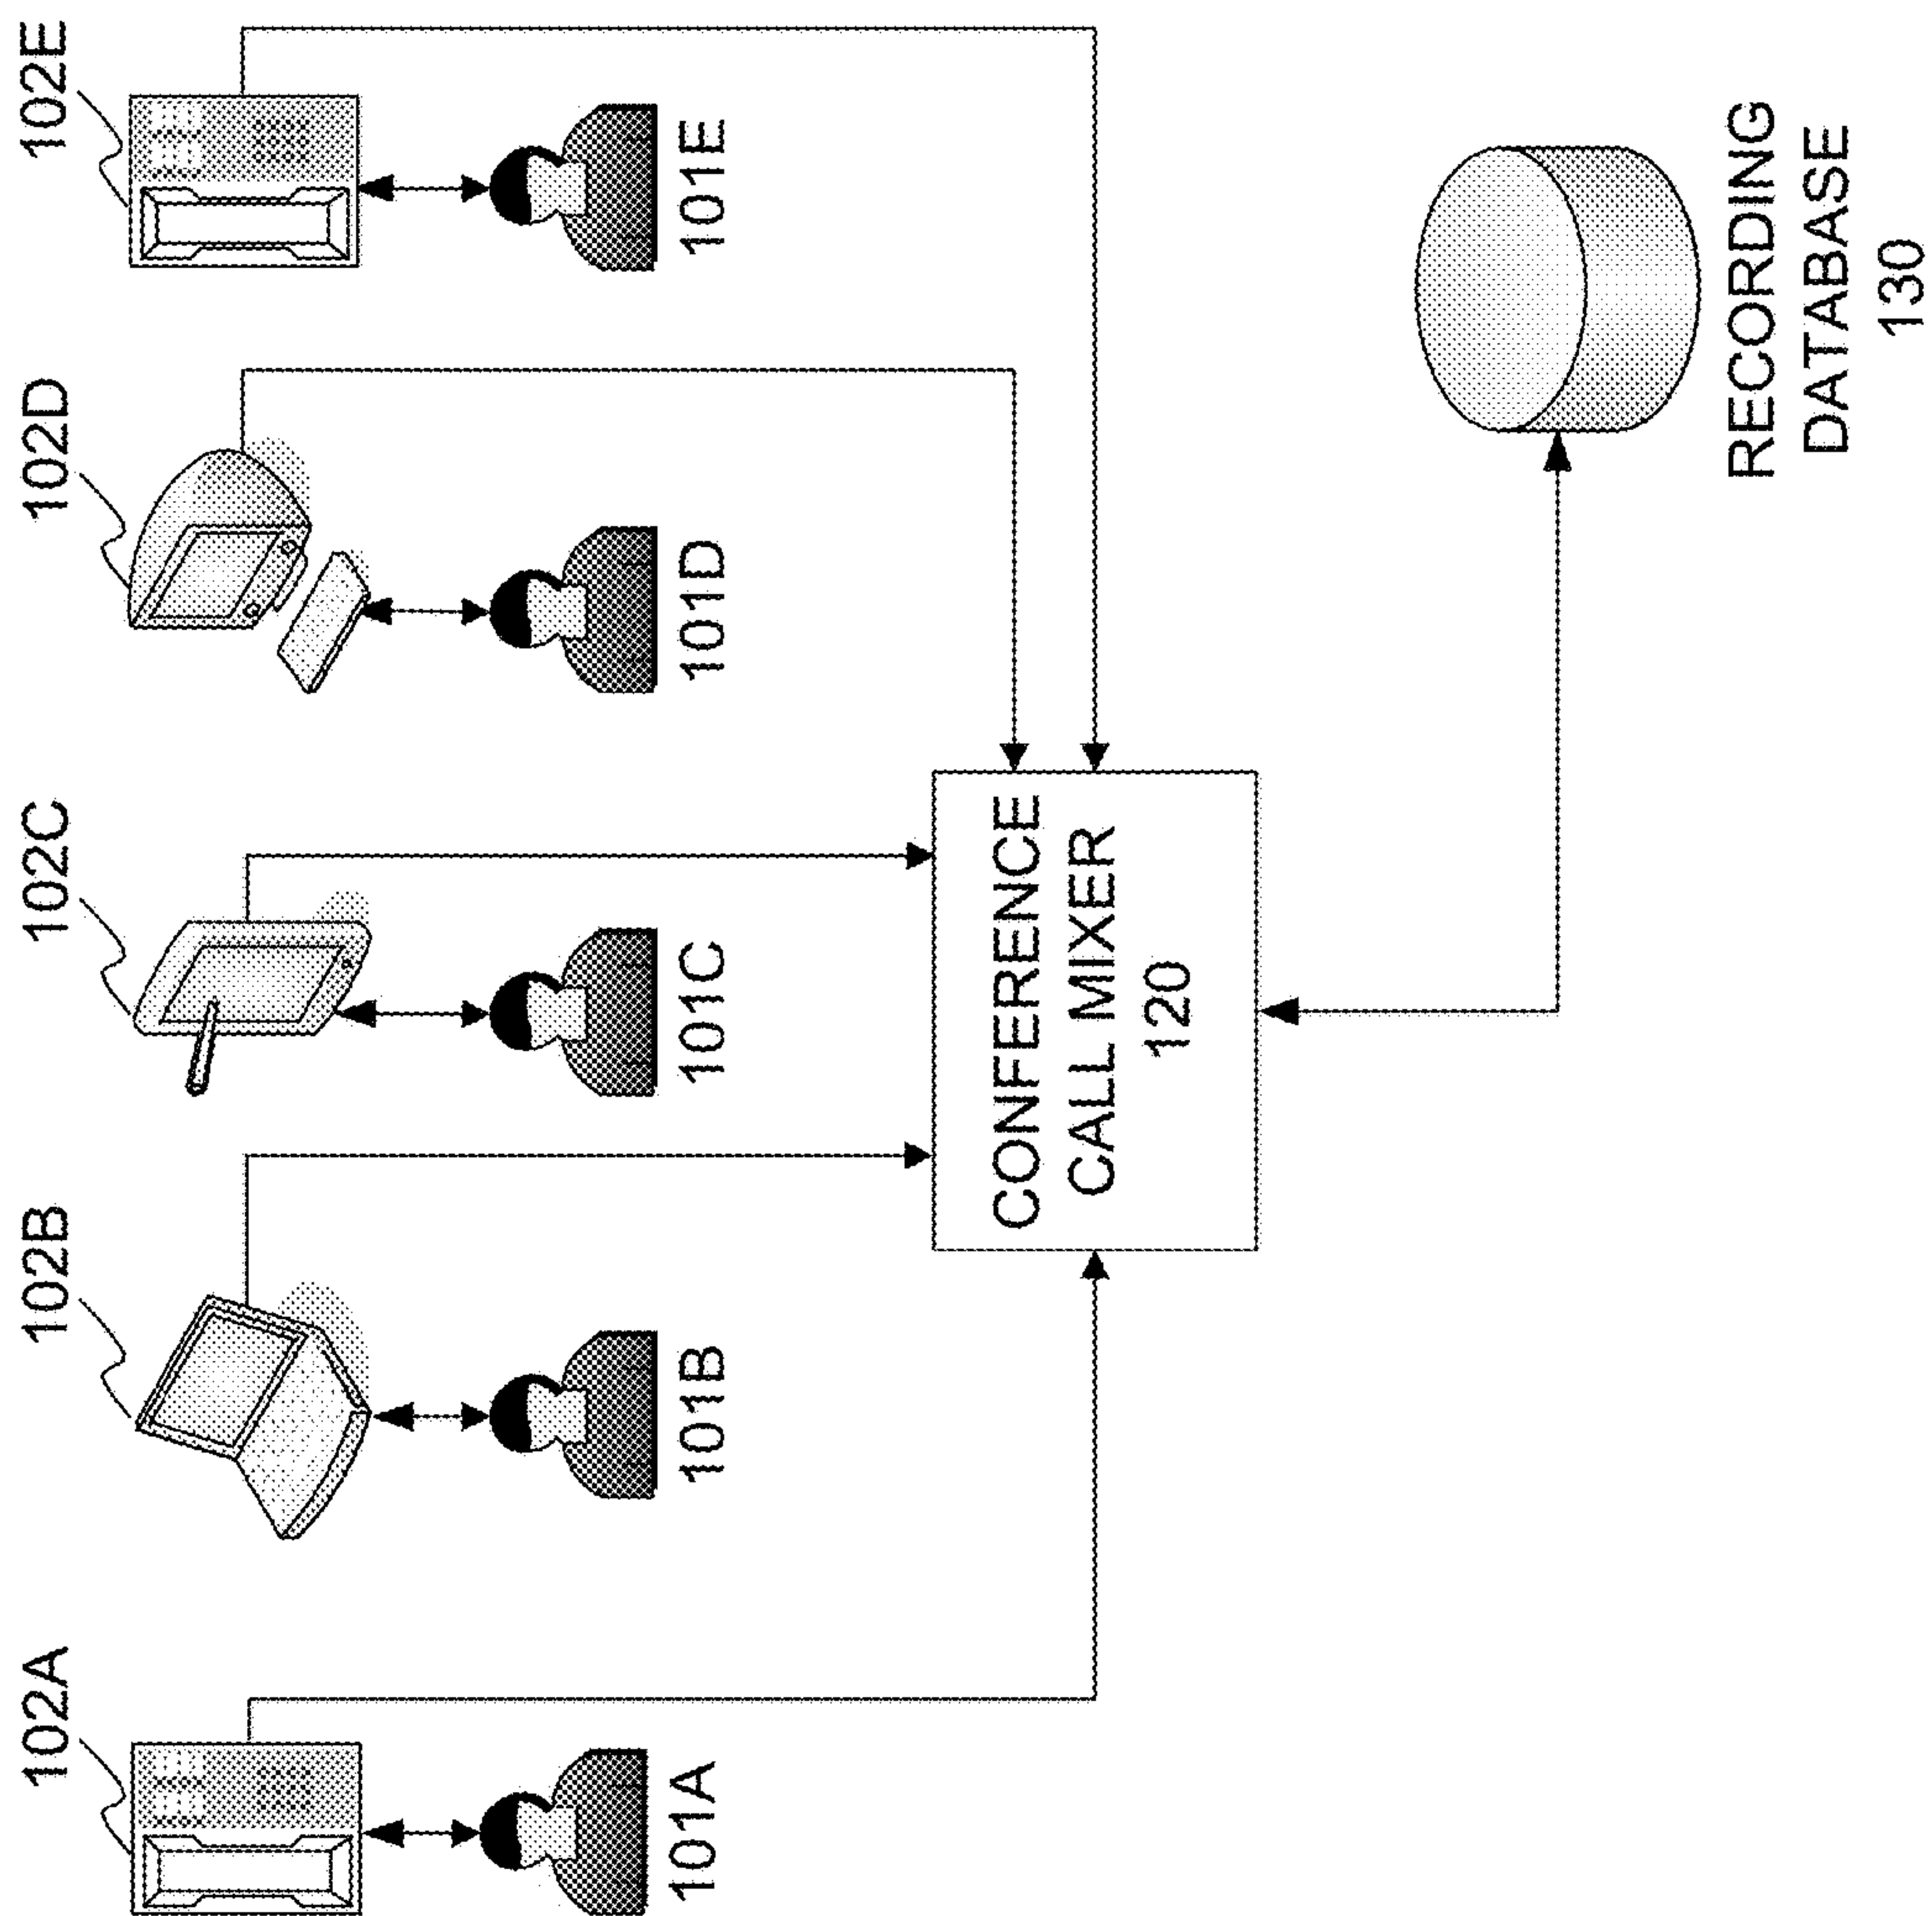 102A
102B
102C
102D
102E
101A
101B
101C
101D
101E
CONFERENCE
CALL MIXER
120
RECORDING
DATABASE
130